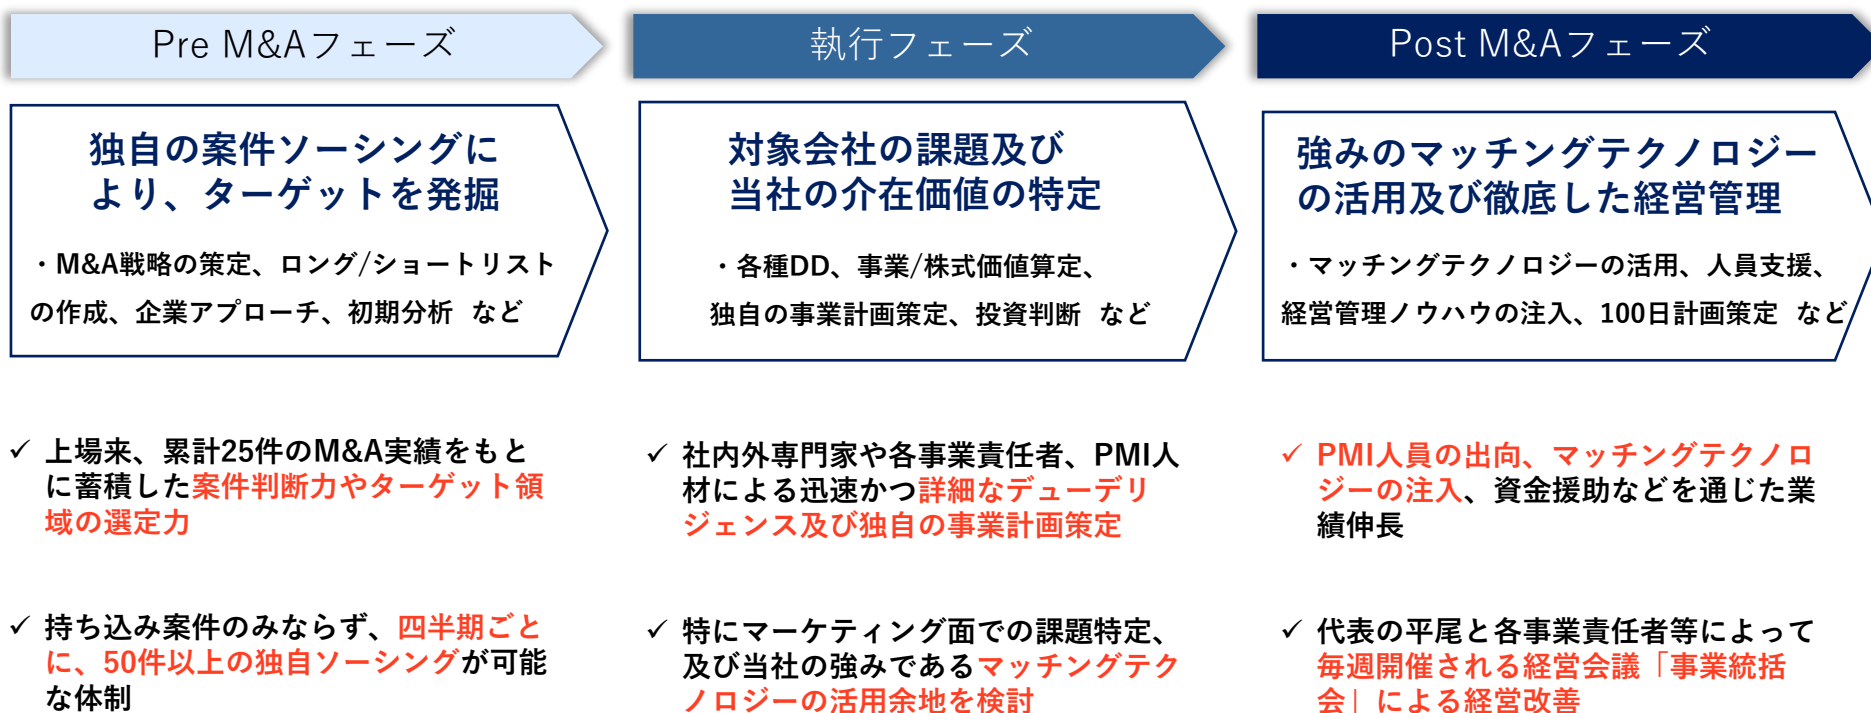 Pre M&Aフェーズ
執行フェーズ
Post M&Aフェーズ
独自の案件ソーシングに
より、ターゲットを発掘
・M&A戦略の策定、ロング/ショートリスト
の作成、企業アプローチ、初期分析 など
対象会社の課題及び
当社の介在価値の特定
・各種DD、事業/株式価値算定、
独自の事業計画策定、投資判断 など
強みのマッチングテクノロジー
の活用及び徹底した経営管理
・マッチングテクノロジーの活用、人員支援、
経営管理ノウハウの注入、100日計画策定 など
✓ 上場来、累計25件のM&A実績をもと
に蓄積した案件判断力やターゲット領
域の選定力
✓ 持ち込み案件のみならず、四半期ごと
に、50件以上の独自ソーシングが可能
な体制
✓ 社内外専門家や各事業責任者、PMI人
材による迅速かつ詳細なデューデリ
ジェンス及び独自の事業計画策定
✓ 特にマーケティング面での課題特定、
及び当社の強みであるマッチングテク
ノロジーの活用余地を検討
✓ PMI人員の出向、マッチングテクノロ
ジーの注入、資金援助などを通じた業
績伸長
✓ 代表の平尾と各事業責任者等によって
毎週開催される経営会議「事業統括
会」による経営改善